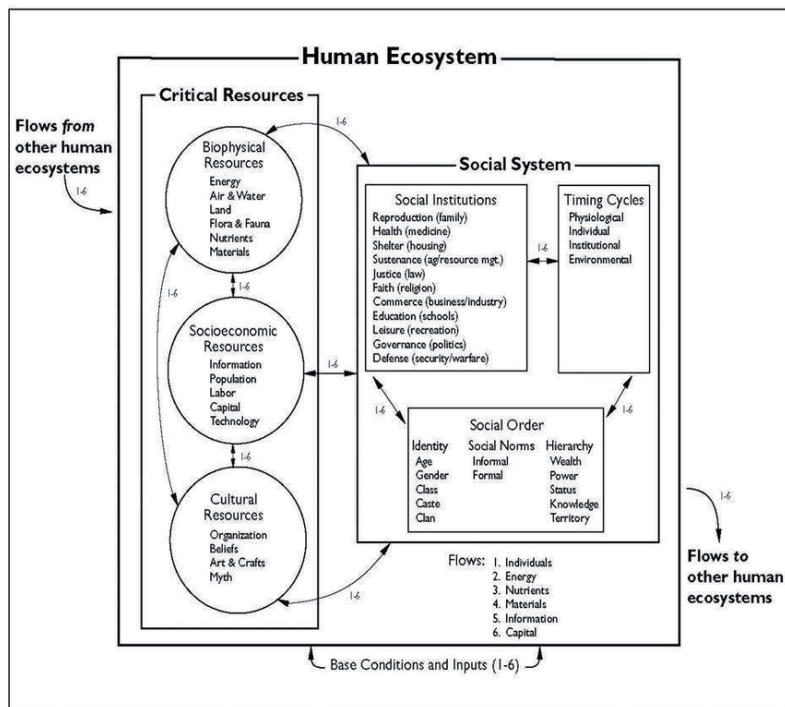 Human Ecosystem
Critical Resources
Flows from
other human
ecosystems
1-6
Biophysical
Resources
Energy
Air & Water
Land
Flora & Fauna
Nutrients
Materials
1-6
1-6
1-6
Socioeconomic
Resources
Information
Population
Labor
Capital
Technology
1-6
1-6
Cultural
Resources
Organization
Beliefs
Art & Crafts
Myth
1-6
Social System
Social Institutions
Reproduction (family)
Health (medicine)
Shelter (housing)
Sustenance (ag/resource mgt.)
Justice (law)
Faith (religion)
Commerce (business/industry)
Education (schools)
Leisure (recreation)
Governance (politics)
Defense (security/warfare)
1-6
Timing Cycles
Physiological
Individual
Institutional
Environmental
1-6
1-6
Social Order
Identity Social Norms Hierarchy
Age Informal Wealth
Gender Formal Power
Class Status
Caste Knowledge
Clan Territory
1-6
Flows to
other human
ecosystems
Flows: 1. Individuals
2. Energy
3. Nutrients
4. Materials
5. Information
6. Capital
Base Conditions and Inputs (1-6)